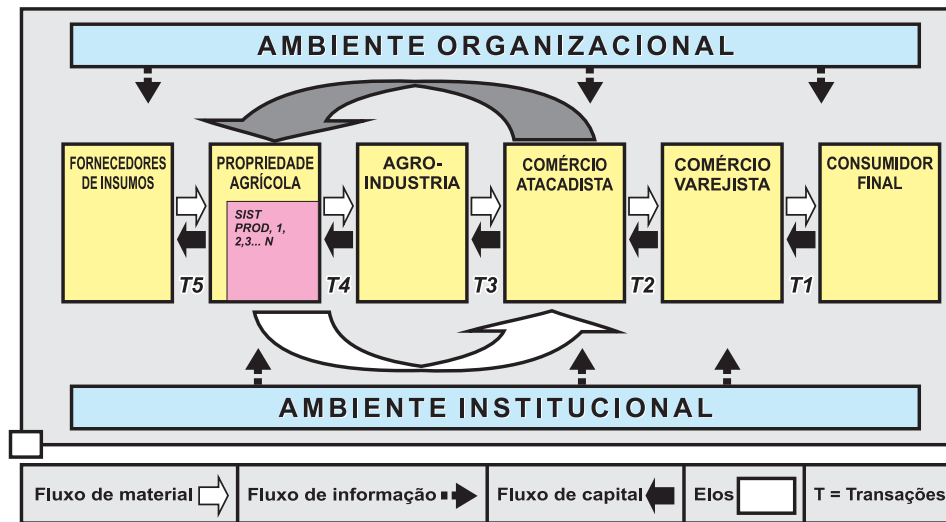 AMBIENTE ORGANIZACIONAL
FORNECEDORES
DE INSUMOS
PROPRIEDADE
AGRÍCOLA
SIST
PROD, 1,
2,3... N
AGRO-
INDUSTRIA
COMÉRCIO
ATACADISTA
COMÉRCIO
VAREJISTA
CONSUMIDOR
FINAL
T5
T4
T3
T2
T1
AMBIENTE INSTITUCIONAL
Fluxo de material
Fluxo de informação
Fluxo de capital
Elos
T = Transações